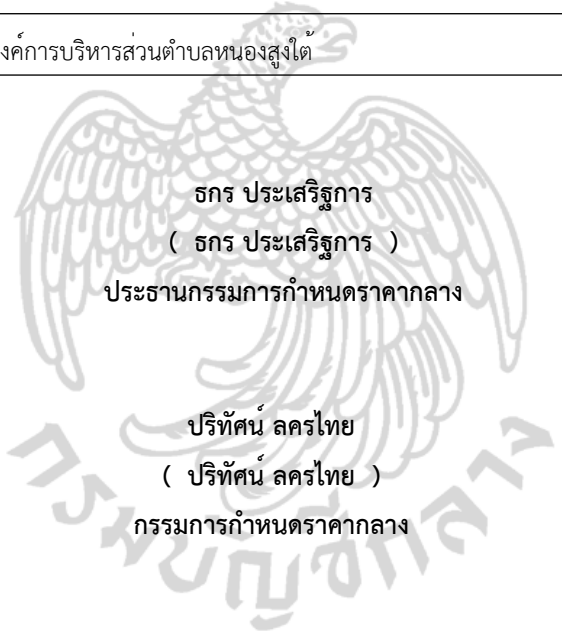 งค์การบริหารส่วนตำบลหนองสูงใต้
ธกร ประเสริฐการ
( ธกร ประเสริฐการ )
ประธานกรรมการกำหนดราคากลาง
ปริทัศน์ ลครไทย
( ปริทัศน์ ลครไทย )
กรรมการกำหนดราคากลาง
กรมบัญชีกลาง